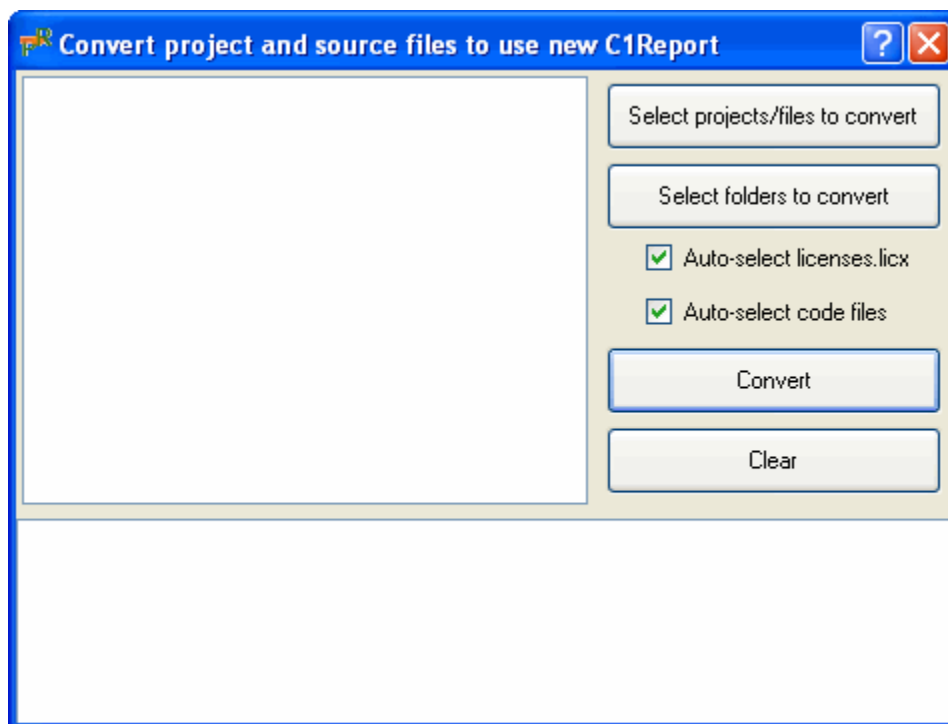 Convert project and source files to use new C1Report
Select projects/files to convert
Select folders to convert
Auto-select licenses.licx
Auto-select code files
Convert
Clear